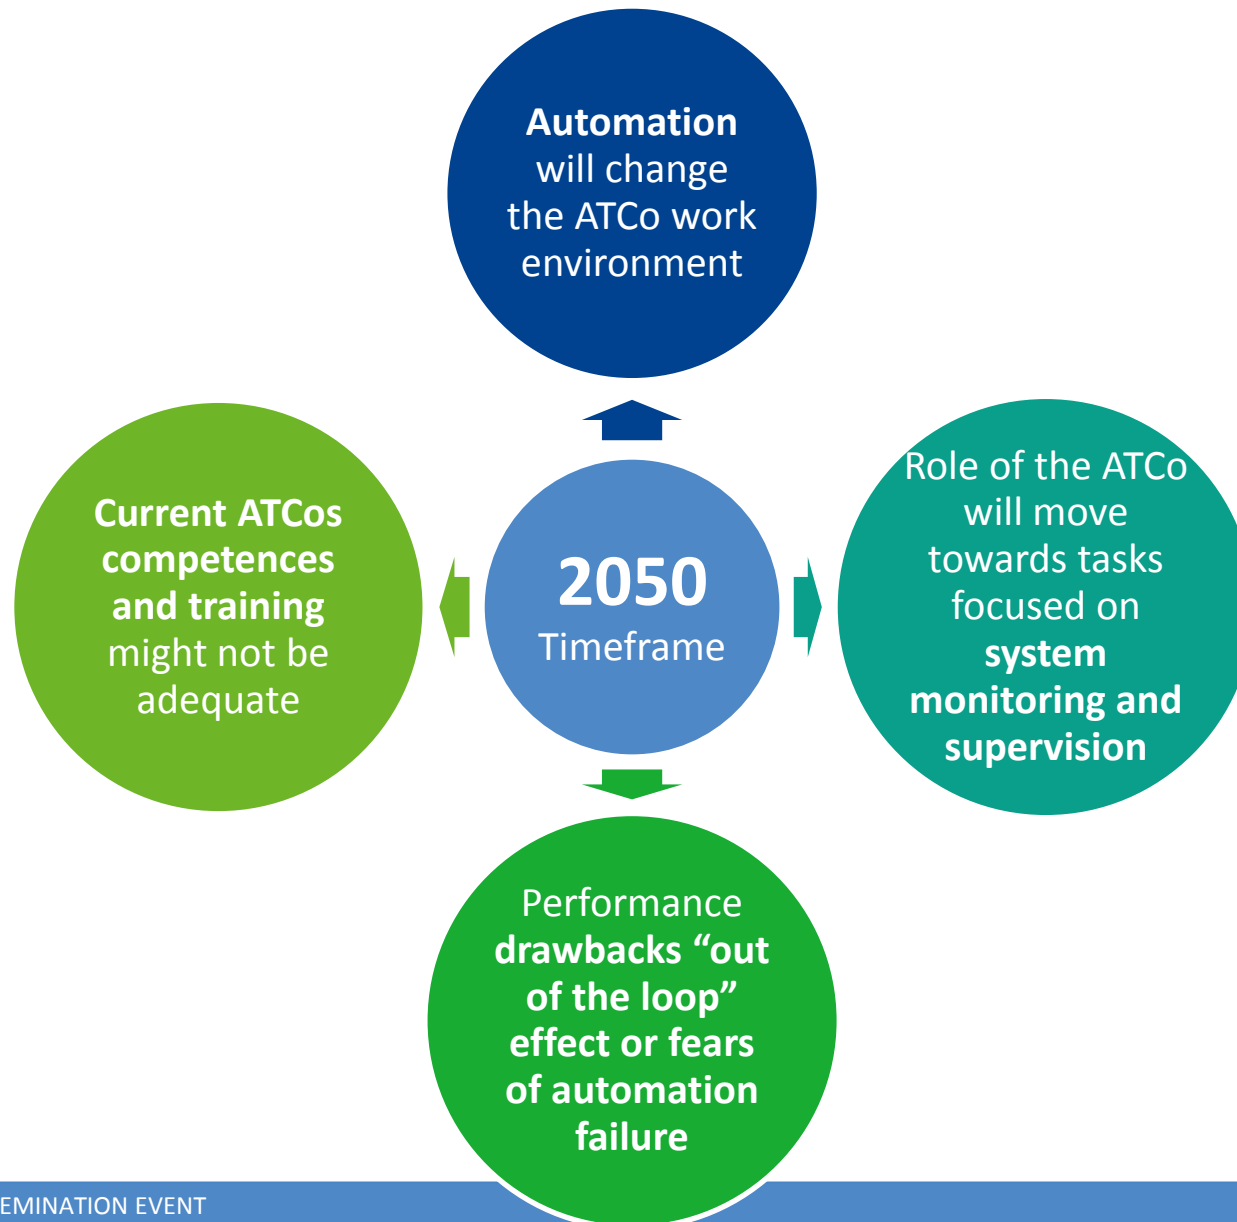 Automation
will change
the ATCo work
environment
Current ATCos
competences
and training
might not be
adequate
2050
Timeframe
Role of the ATCo
will move
towards tasks
focused on
system
monitoring and
supervision
Performance
drawbacks “out
of the loop”
effect or fears
of automation
failure
EMINATION EVENT